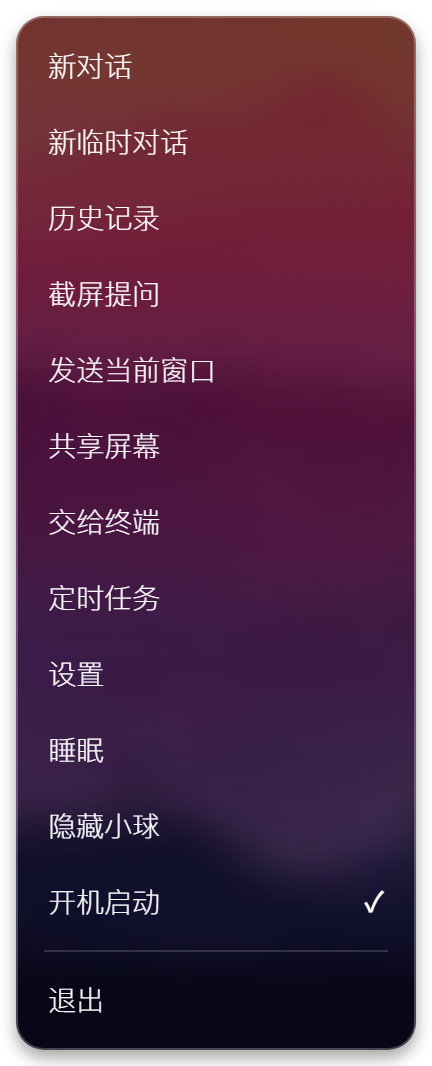 新对话
新临时对话
历史记录
截屏提问
发送当前窗口
共享屏幕
交给终端
定时任务
设置
睡眠
隐藏小球
开机启动 ✓
退出